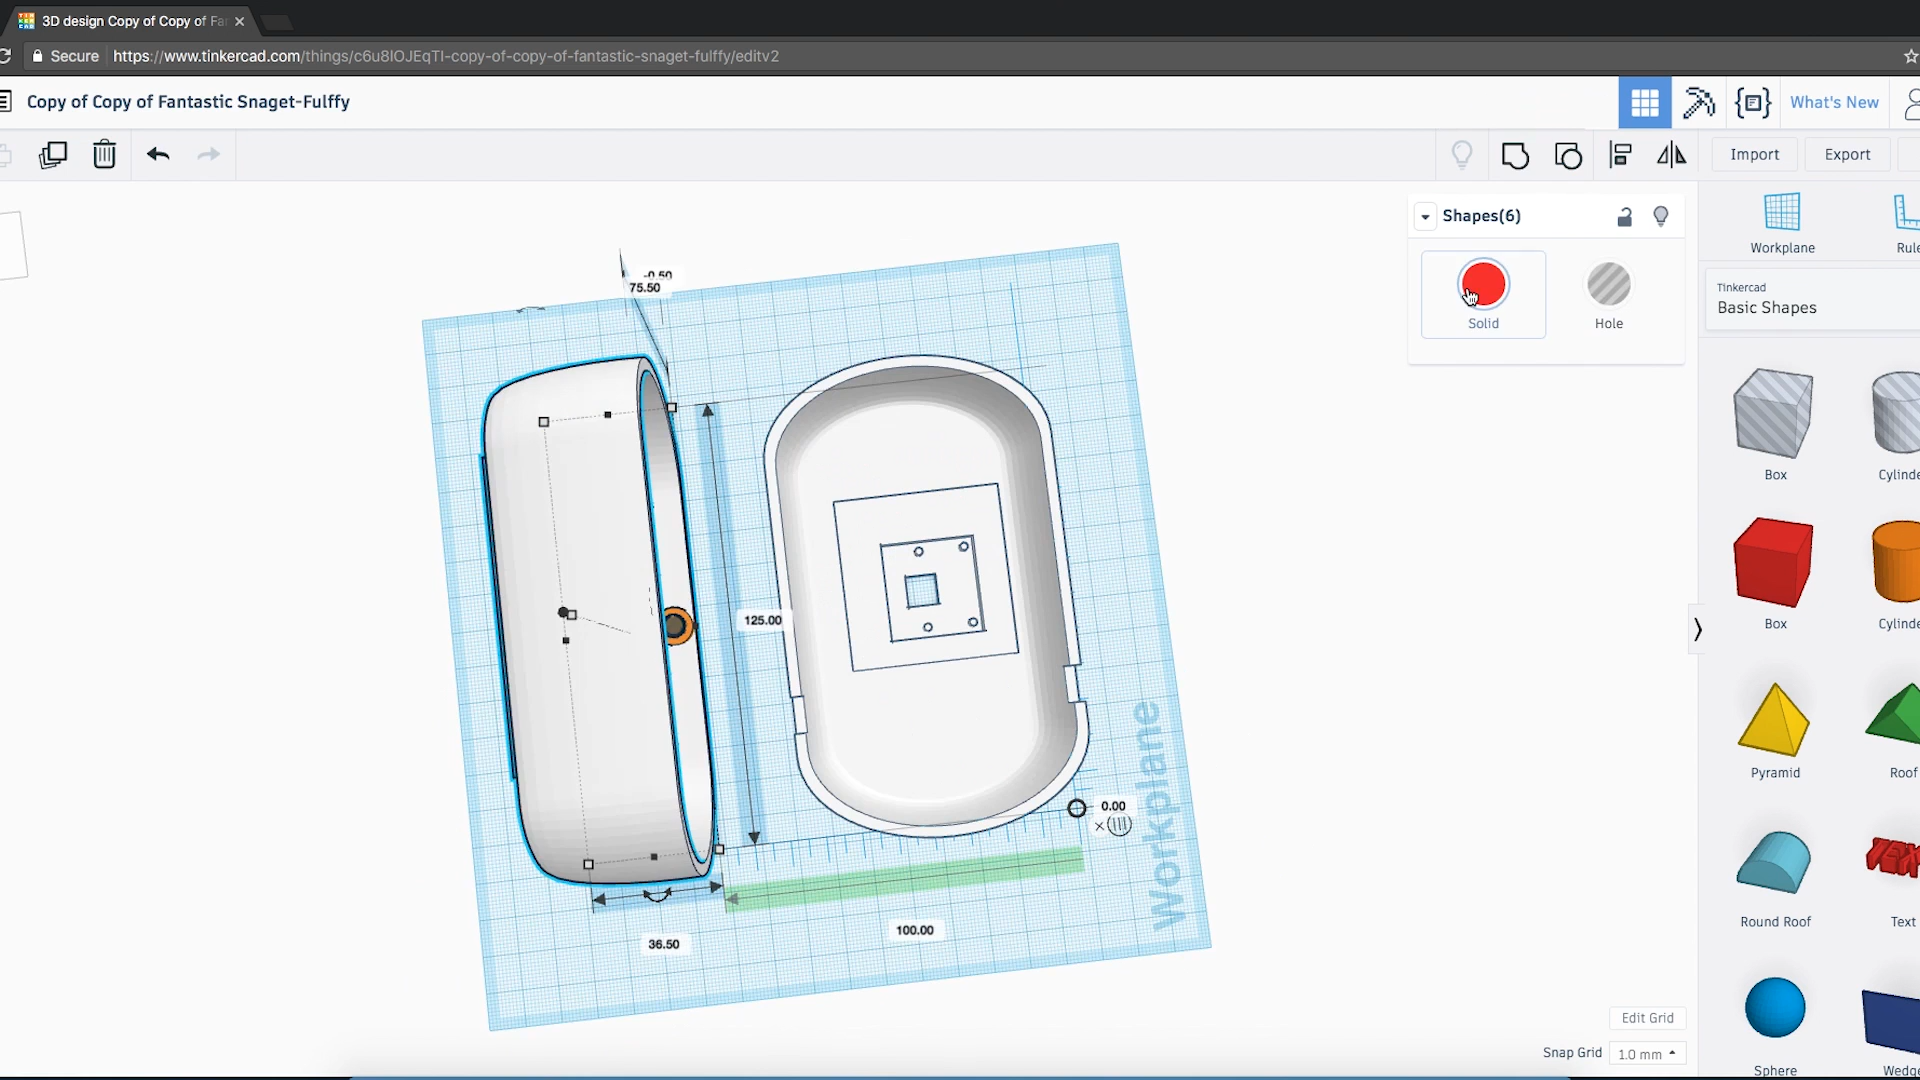 3D design Copy of Copy of Fa
Secure https://www.tinkercad.com/things/c6u8IOJEqTI-copy-of-copy-of-fantastic-snaget-fulffy/editv2
Copy of Copy of Fantastic Snaget-Fulffy
What's New
Import
Export
Shapes(6)
Solid
Hole
Workplane
Rule
Tinkercad
Basic Shapes
Box
Cylinde
Box
Cylinde
Pyramid
Roof
Round Roof
Text
Sphere
Wedge
-0.50
75.50
125.00
0.00
100.00
36.50
Workplane
Edit Grid
Snap Grid
1.0 mm